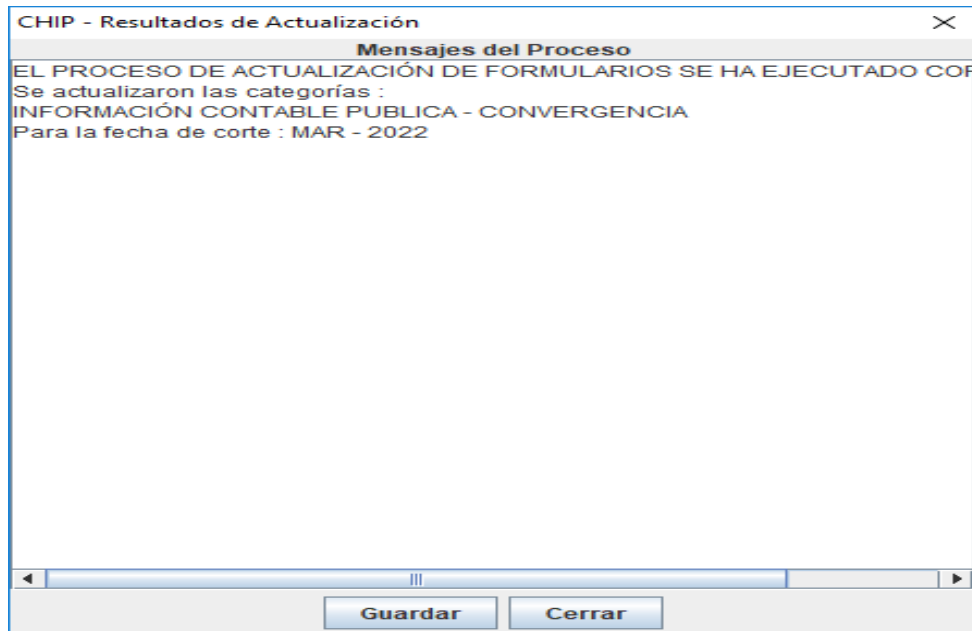 CHIP - Resultados de Actualización
Mensajes del Proceso
EL PROCESO DE ACTUALIZACIÓN DE FORMULARIOS SE HA EJECUTADO
Se actualizaron las categorías :
INFORMACIÓN CONTABLE PUBLICA - CONVERGENCIA
Para la fecha de corte : MAR - 2022
Guardar Cerrar